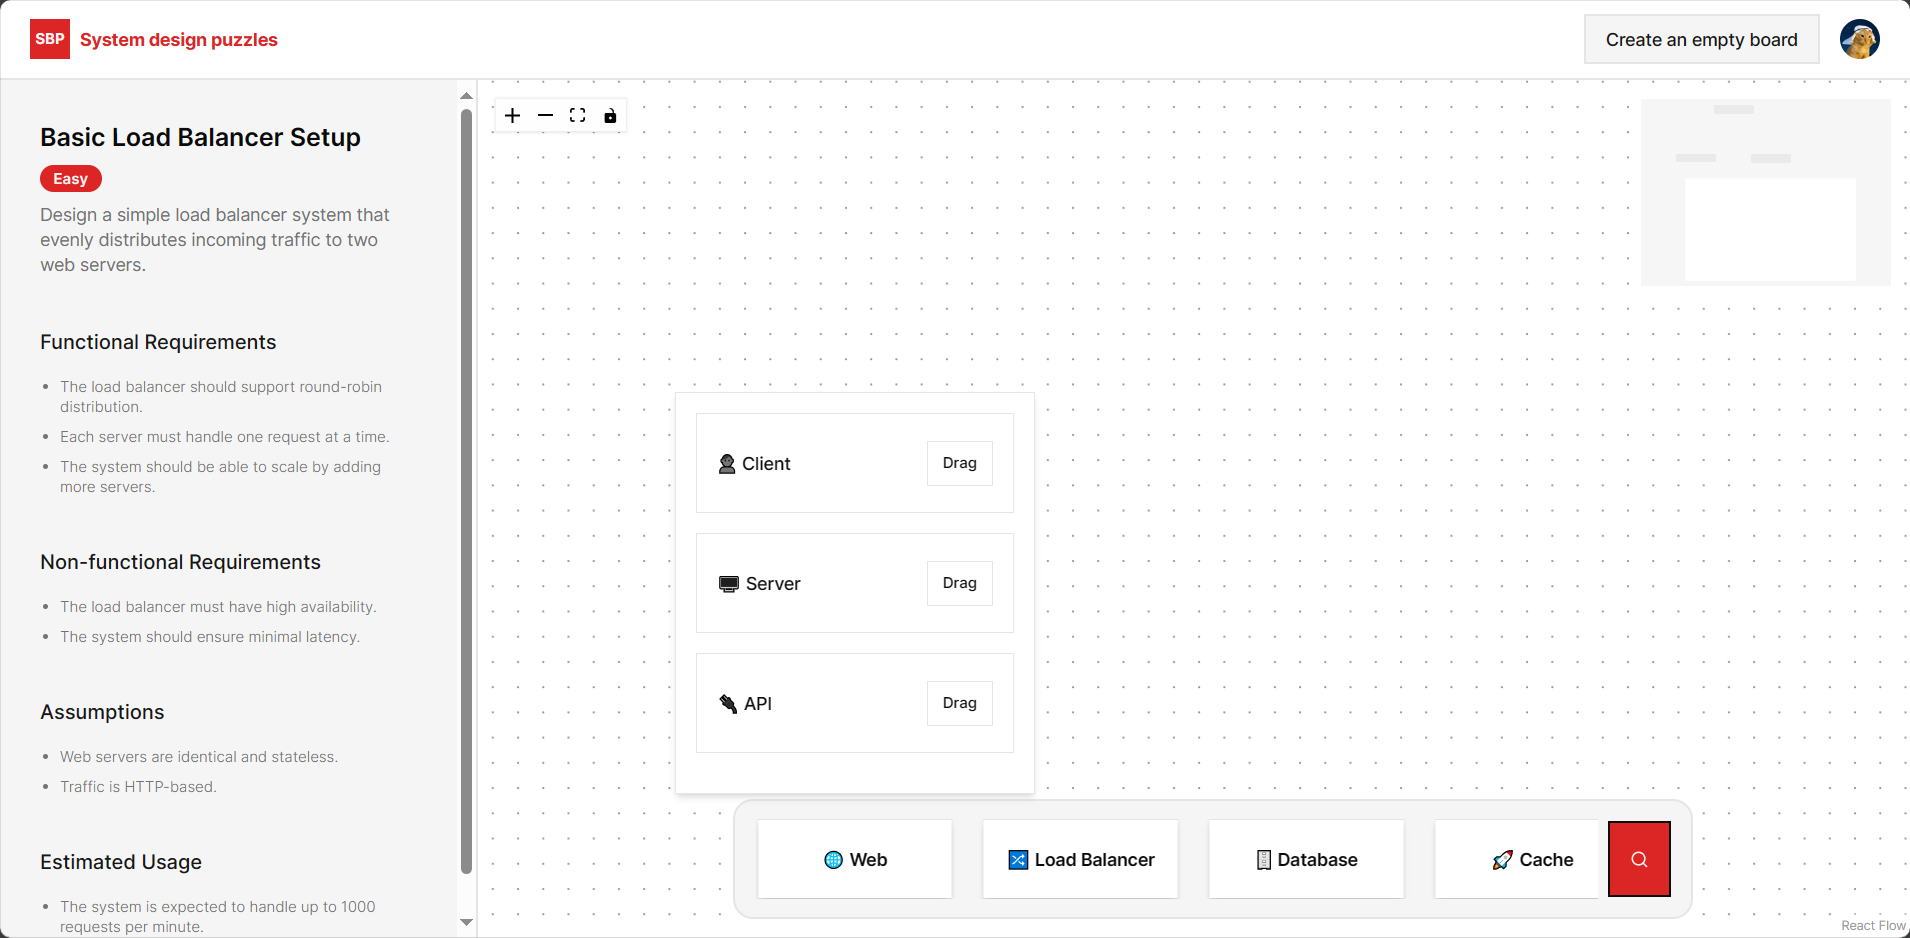 SBP
System design puzzles
Create an empty board
Basic Load Balancer Setup
Easy
Design a simple load balancer system that
evenly distributes incoming traffic to two
web servers.
Functional Requirements
The load balancer should support round-robin
distribution.
Each server must handle one request at a time.
The system should be able to scale by adding
more servers.
Non-functional Requirements
The load balancer must have high availability.
The system should ensure minimal latency.
Assumptions
Web servers are identical and stateless.
Traffic is HTTP-based.
Estimated Usage
The system is expected to handle up to 1000
requests per minute.
Client
Drag
Server
Drag
API
Drag
Web
Load Balancer
Database
Cache
React Flow